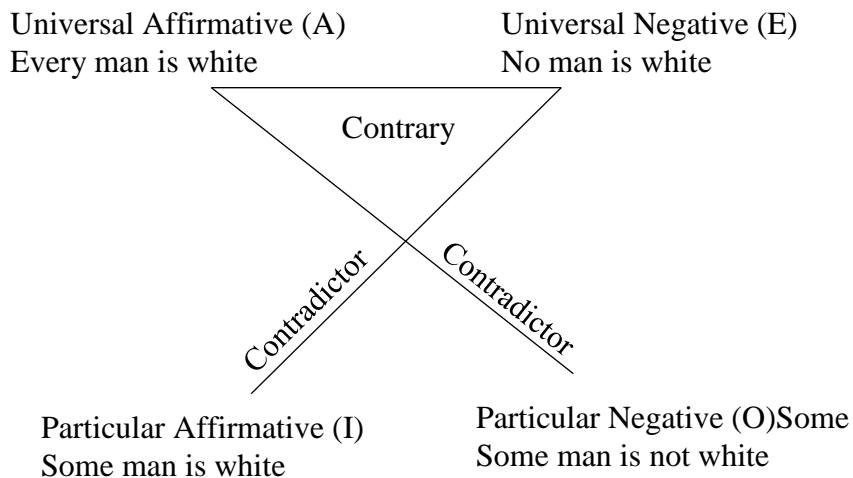 Universal Affirmative (A)
Every man is white
Universal Negative (E)
No man is white
Contrary
Contradictor
Contradictor
Particular Affirmative (I)
Some man is white
Particular Negative (O)Some
Some man is not white